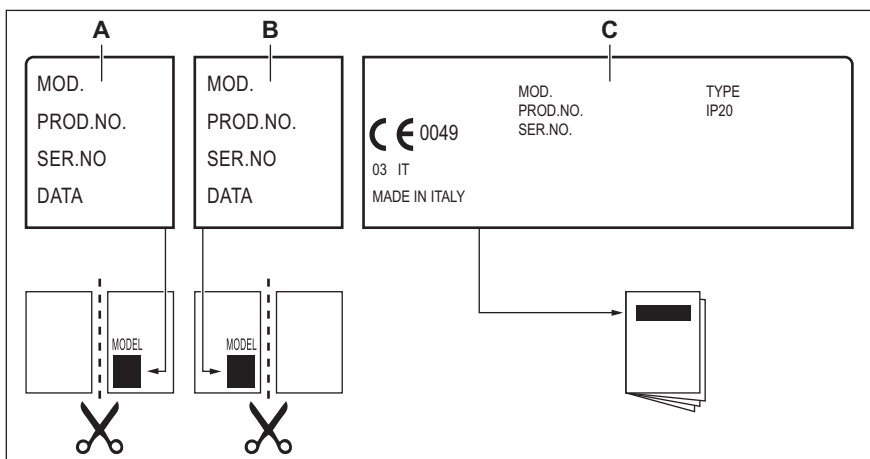 A
B
C
MOD.
PROD.NO.
SER.NO
DATA
MOD.
PROD.NO.
SER.NO
DATA
MOD.
PROD.NO.
SER.NO.
TYPE
IP20
CE 0049
03 IT
MADE IN ITALY
MODEL
MODEL